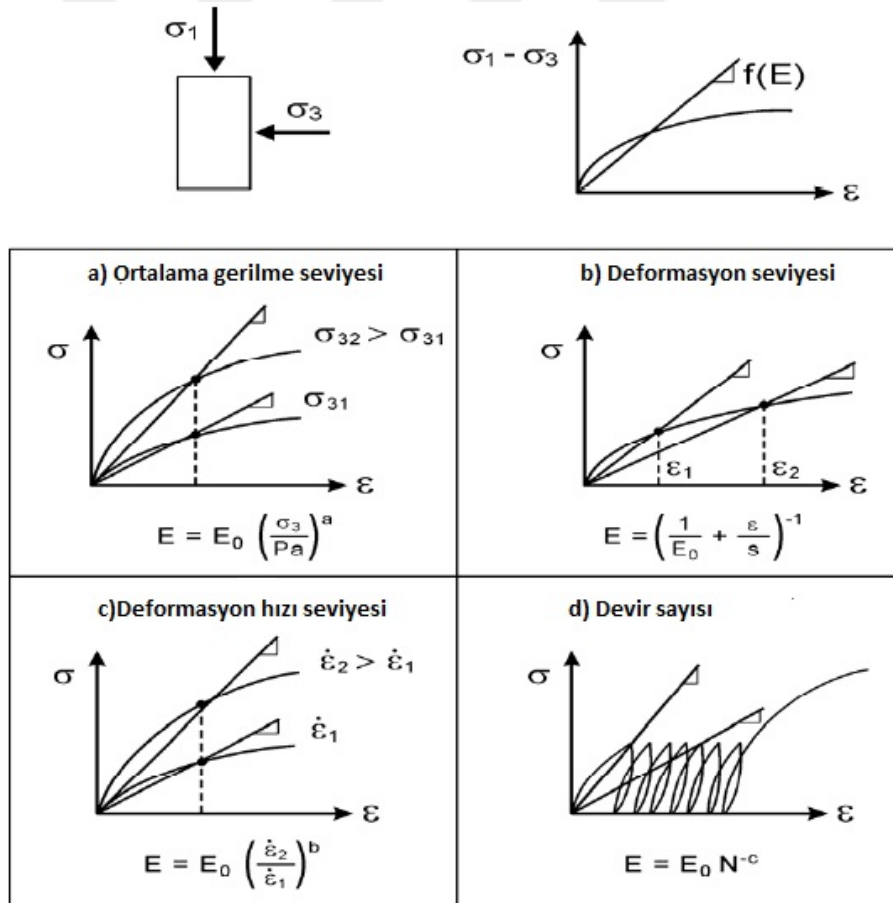 σ1
σ3
σ1 - σ3
f(E)
ε
a) Ortalama gerilme seviyesi
σ
σ32 > σ31
σ31
ε
E = E0 (σ3/Pa)^a
b) Deformasyon seviyesi
σ
ε1
ε2
ε
E = (1/E0 + ε/s)^-1
c)Deformasyon hızı seviyesi
σ
ε̇2 > ε̇1
ε̇1
ε
E = E0 (ε̇2/ε̇1)^b
d) Devir sayısı
σ
ε
E = E0 N^-c